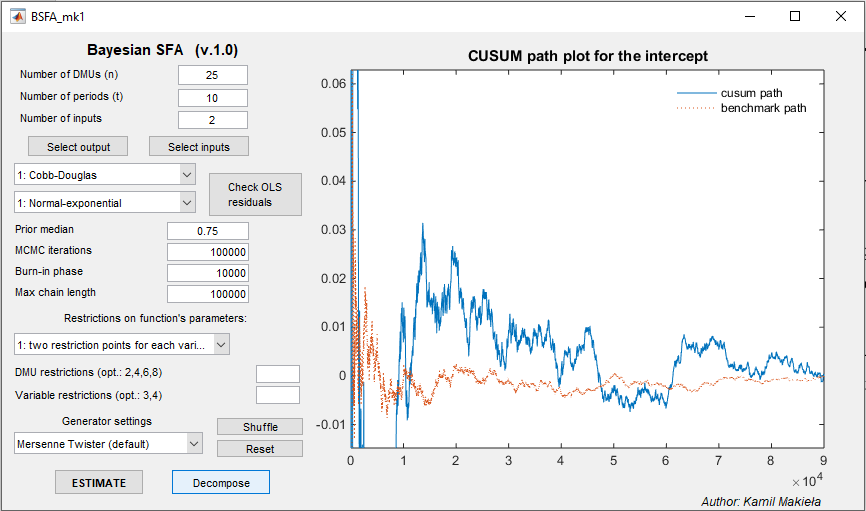 BSFA_mk1
Bayesian SFA (v.1.0)
Number of DMUs (n)
25
Number of periods (t)
10
Number of inputs
2
Select output
Select inputs
1: Cobb-Douglas
1: Normal-exponential
Check OLS
residuals
Prior median
0.75
MCMC iterations
100000
Burn-in phase
10000
Max chain length
100000
Restrictions on function's parameters:
1: two restriction points for each vari...
DMU restrictions (opt.: 2,4,6,8)
Variable restrictions (opt.: 3,4)
Generator settings
Mersenne Twister (default)
Shuffle
Reset
ESTIMATE
Decompose
CUSUM path plot for the intercept
cusum path
benchmark path
0.06
0.05
0.04
0.03
0.02
0.01
0
-0.01
0 1 2 3 4 5 6 7 8 9
×10⁴
Author: Kamil Makieła